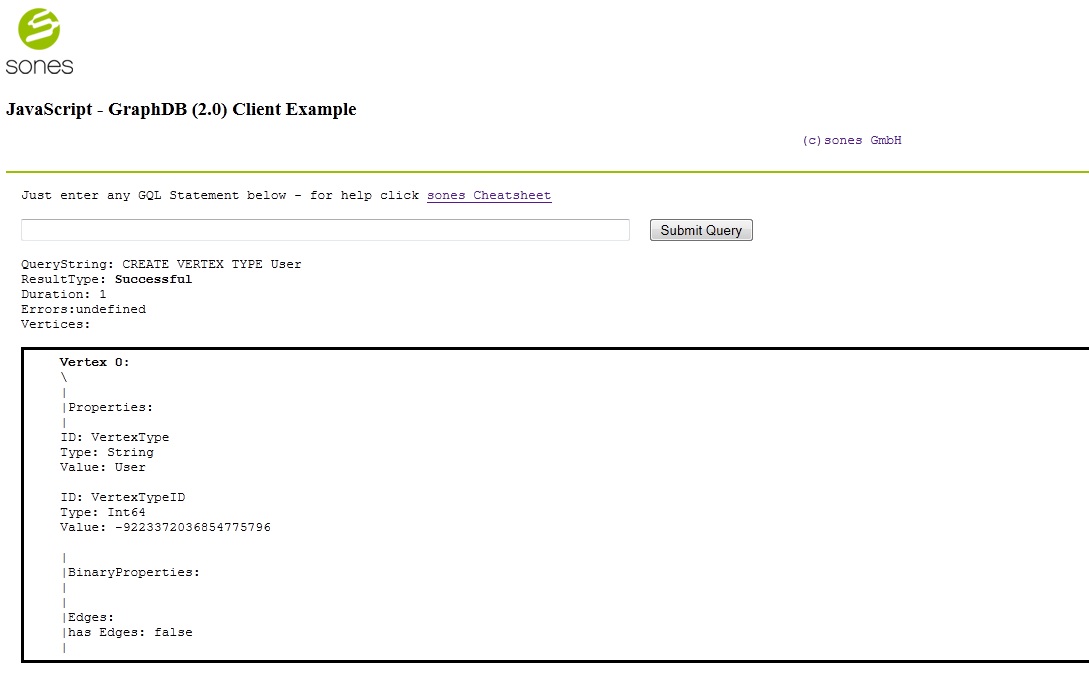 sones
JavaScript - GraphDB (2.0) Client Example
(c)sones GmbH
Just enter any GQL Statement below - for help click sones Cheatsheet
Submit Query
QueryString: CREATE VERTEX TYPE User
ResultType: Successful
Duration: 1
Errors:undefined
Vertices:
Vertex 0:
\
|
|Properties:
|
ID: VertexType
Type: String
Value: User
ID: VertexTypeID
Type: Int64
Value: -9223372036854775796
|
|BinaryProperties:
|
|
|Edges:
|has Edges: false
|